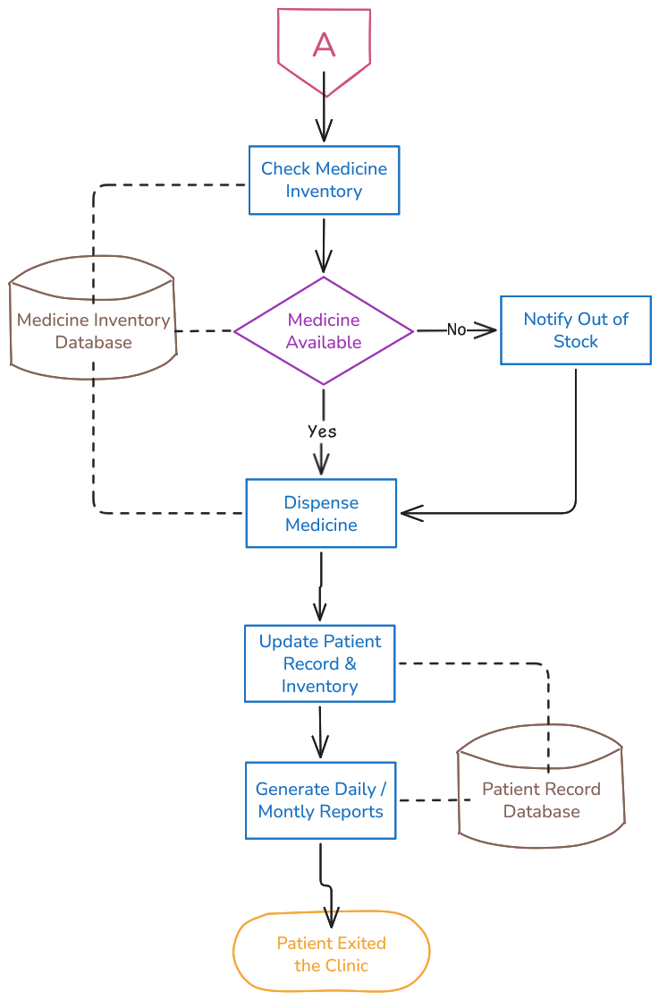 A
Check Medicine
Inventory
Medicine Inventory
Database
Medicine
Available
No
Notify Out of
Stock
Yes
Dispense
Medicine
Update Patient
Record &
Inventory
Generate Daily /
Montly Reports
Patient Record
Database
Patient Exited
the Clinic